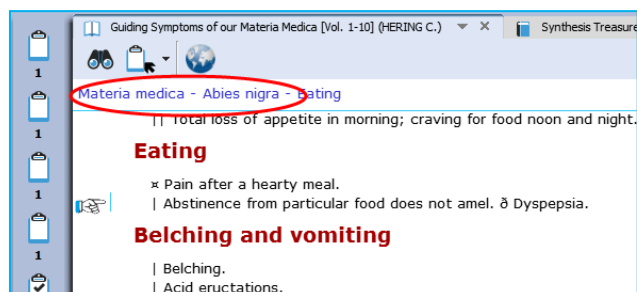 Guiding Symptoms of our Materia Medica [Vol. 1-10] (HERING C.)
Synthesis Treasure
1
1
1
1
Materia medica - Abies nigra - Eating
|| Total loss of appetite in morning; craving for food noon and night.
Eating
¤ Pain after a hearty meal.
| Abstinence from particular food does not amel. ð Dyspepsia.
Belching and vomiting
| Belching.
| Acid eructations.